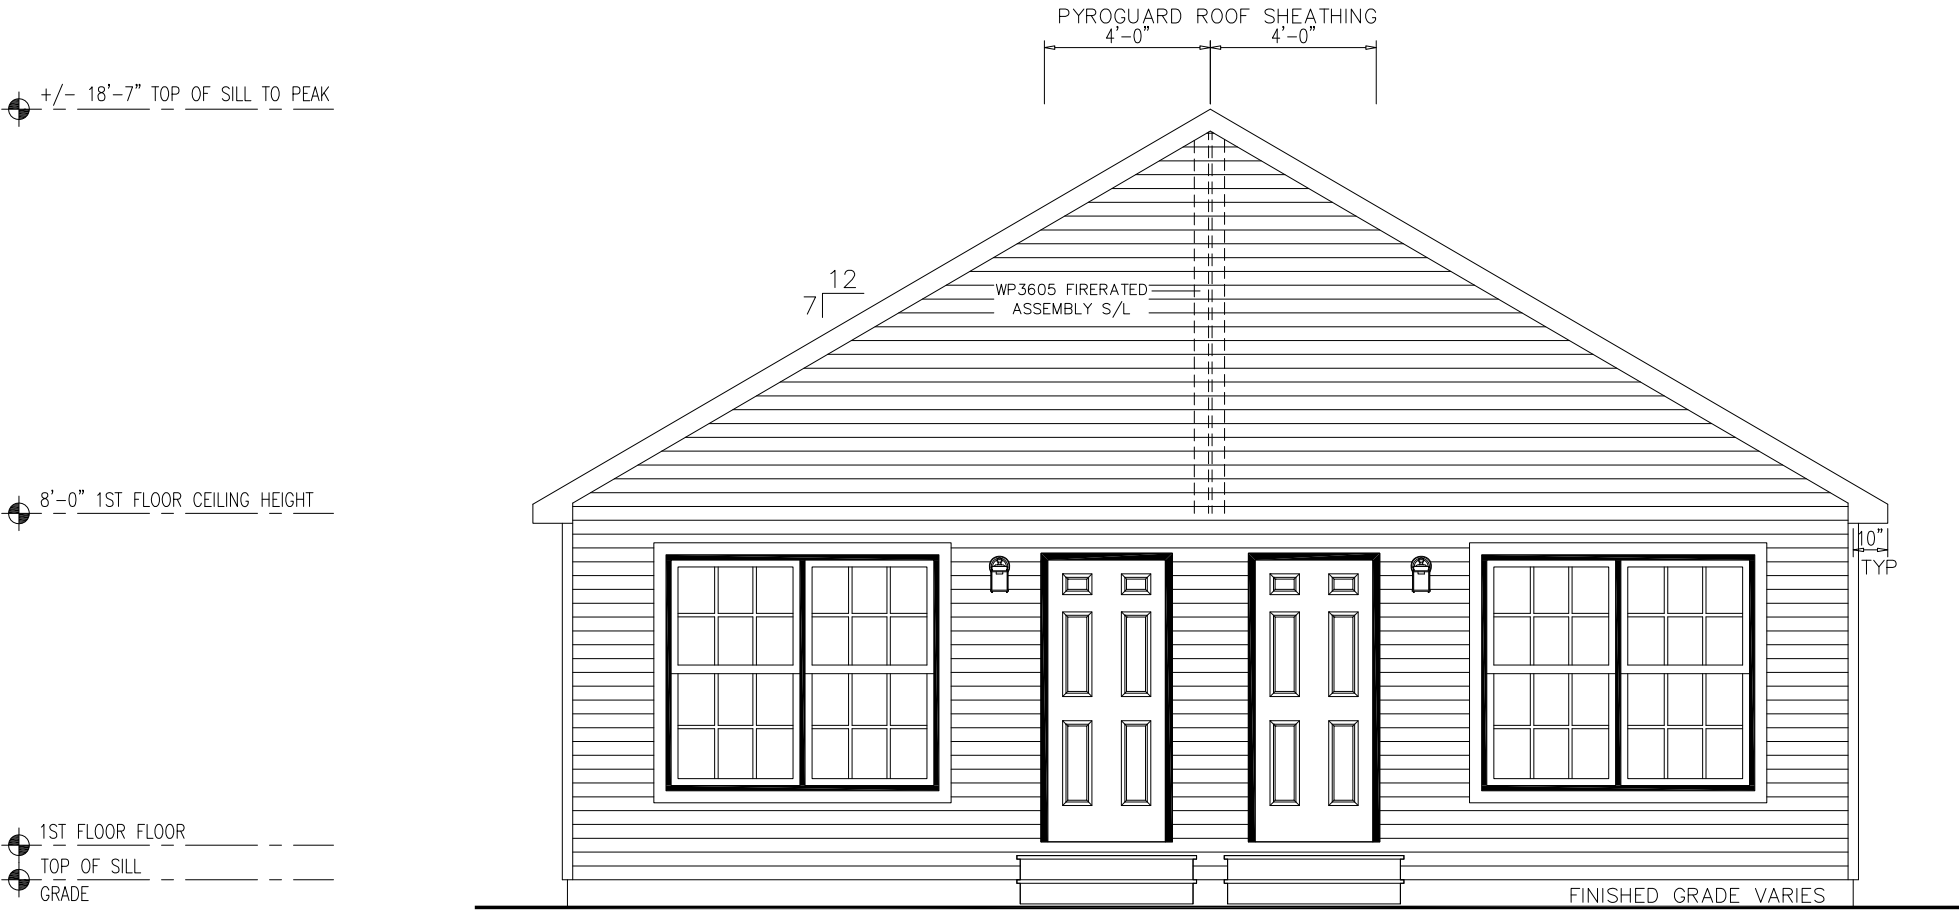 PYROGUARD ROOF SHEATHING
4'-0" 4'-0"
+/- 18'-7" TOP OF SILL TO PEAK
12
7
WP3605 FIRERATED
ASSEMBLY S/L
8'-0" 1ST FLOOR CEILING HEIGHT
10"
TYP
1ST FLOOR FLOOR
TOP OF SILL
GRADE
FINISHED GRADE VARIES